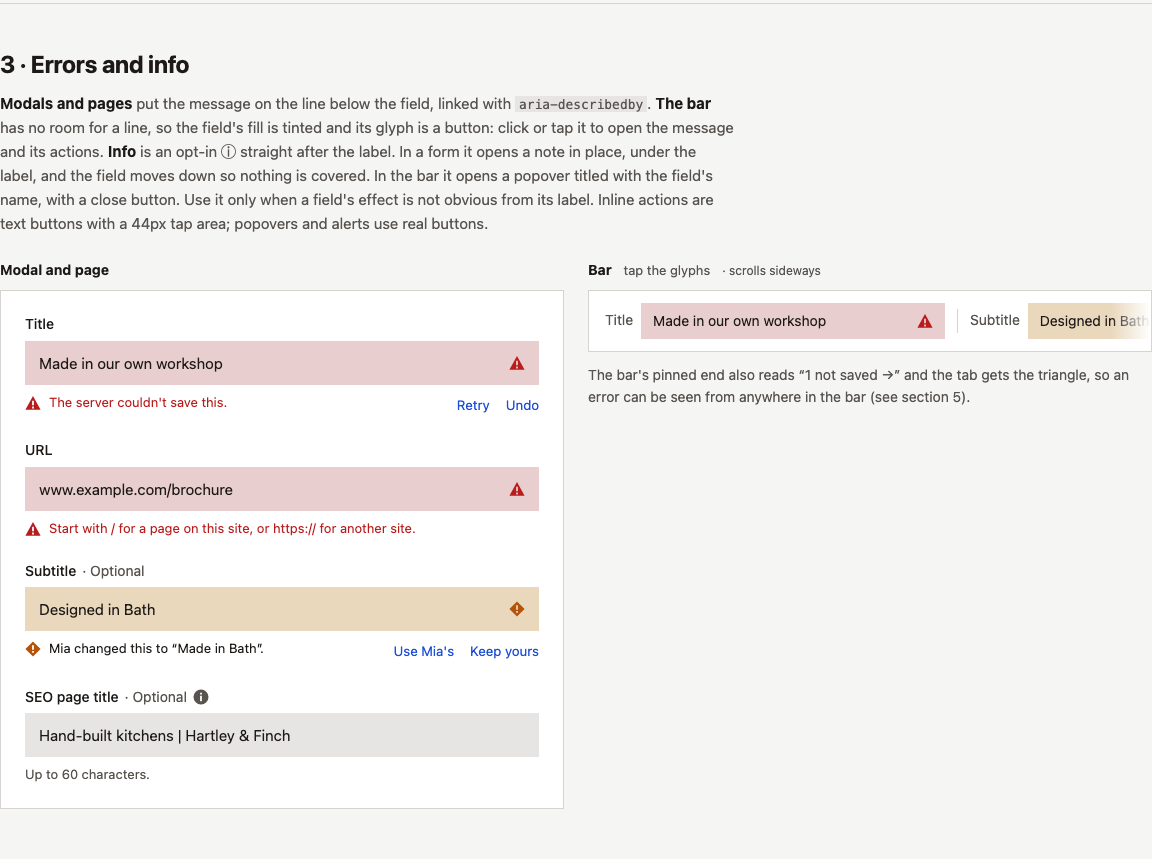 3 · Errors and info
Modals and pages put the message on the line below the field, linked with aria-describedby. The bar
has no room for a line, so the field's fill is tinted and its glyph is a button: click or tap it to open the message
and its actions. Info is an opt-in ⓘ straight after the label. In a form it opens a note in place, under the
label, and the field moves down so nothing is covered. In the bar it opens a popover titled with the field's
name, with a close button. Use it only when a field's effect is not obvious from its label. Inline actions are
text buttons with a 44px tap area; popovers and alerts use real buttons.
Modal and page
Title
Made in our own workshop
The server couldn't save this. Retry Undo
URL
www.example.com/brochure
Start with / for a page on this site, or https:// for another site.
Subtitle · Optional
Designed in Bath
Mia changed this to “Made in Bath”. Use Mia's Keep yours
SEO page title · Optional
Hand-built kitchens | Hartley & Finch
Up to 60 characters.
Bar tap the glyphs · scrolls sideways
Title Made in our own workshop Subtitle Designed in Bath
The bar's pinned end also reads “1 not saved →” and the tab gets the triangle, so an
error can be seen from anywhere in the bar (see section 5).